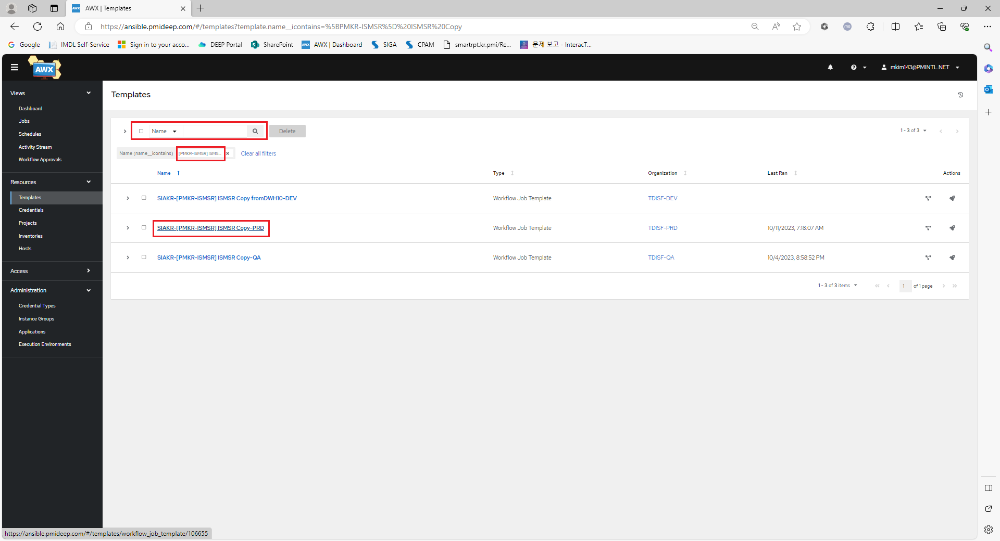 AWX | Templates
https://ansible.pmideep.com/#/templates?template.name__icontains=%5BPMKR-ISMSR%5D%20ISMSR%20Copy
Google IMDL Self-Service Sign in to your acco... DEEP Portal SharePoint AWX | Dashboard SIGA CPAM smartrpt.kr.pmi/Re... 문제 보고 - InteracT...
AWX mkim143@PMINTL.NET
Views
Dashboard
Jobs
Schedules
Activity Stream
Workflow Approvals
Resources
Templates
Credentials
Projects
Inventories
Hosts
Access
Administration
Credential Types
Instance Groups
Applications
Execution Environments
Templates
Name Delete 1 - 3 of 3
Name (name__icontains) [PMKR-ISMSR] ISMS... Clear all filters
Name Type Organization Last Ran Actions
SIAKR-[PMKR-ISMSR] ISMSR Copy fromDWH10-DEV Workflow Job Template TDISF-DEV
SIAKR-[PMKR-ISMSR] ISMSR Copy-PRD Workflow Job Template TDISF-PRD 10/11/2023, 7:18:07 AM
SIAKR-[PMKR-ISMSR] ISMSR Copy-QA Workflow Job Template TDISF-QA 10/4/2023, 8:58:52 PM
1 - 3 of 3 items 1 of 1 page
https://ansible.pmideep.com/#/templates/workflow_job_template/106655